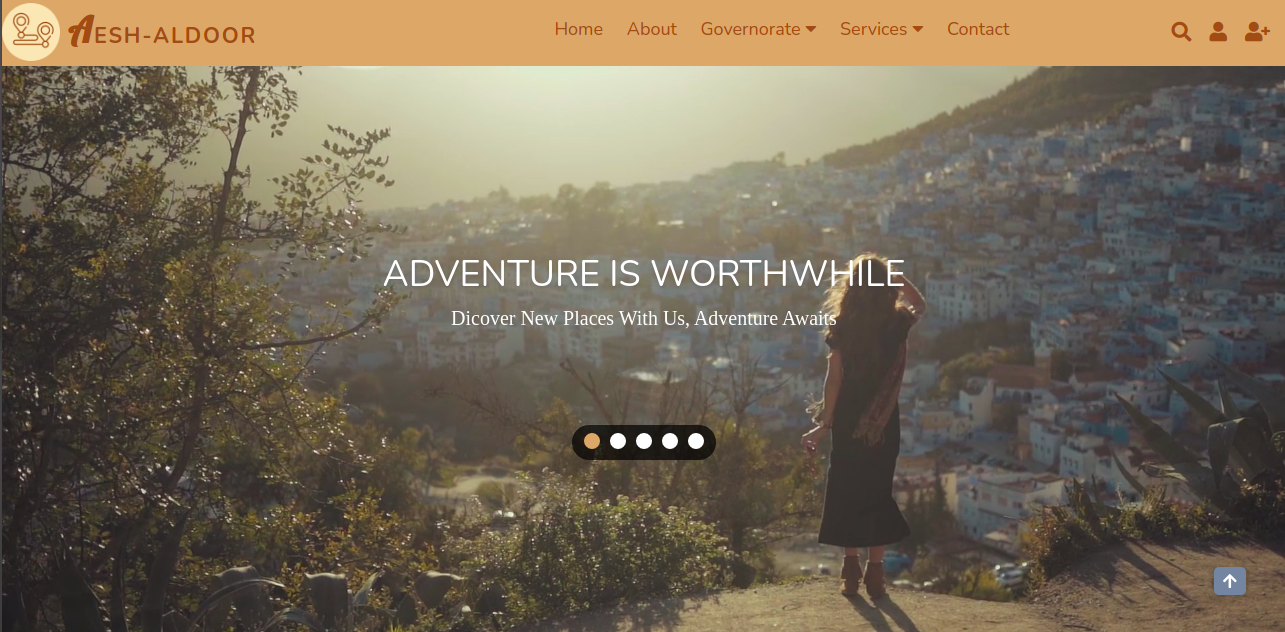 AESH-ALDOOR
Home About Governorate Services Contact
ADVENTURE IS WORTHWHILE
Dicover New Places With Us, Adventure Awaits